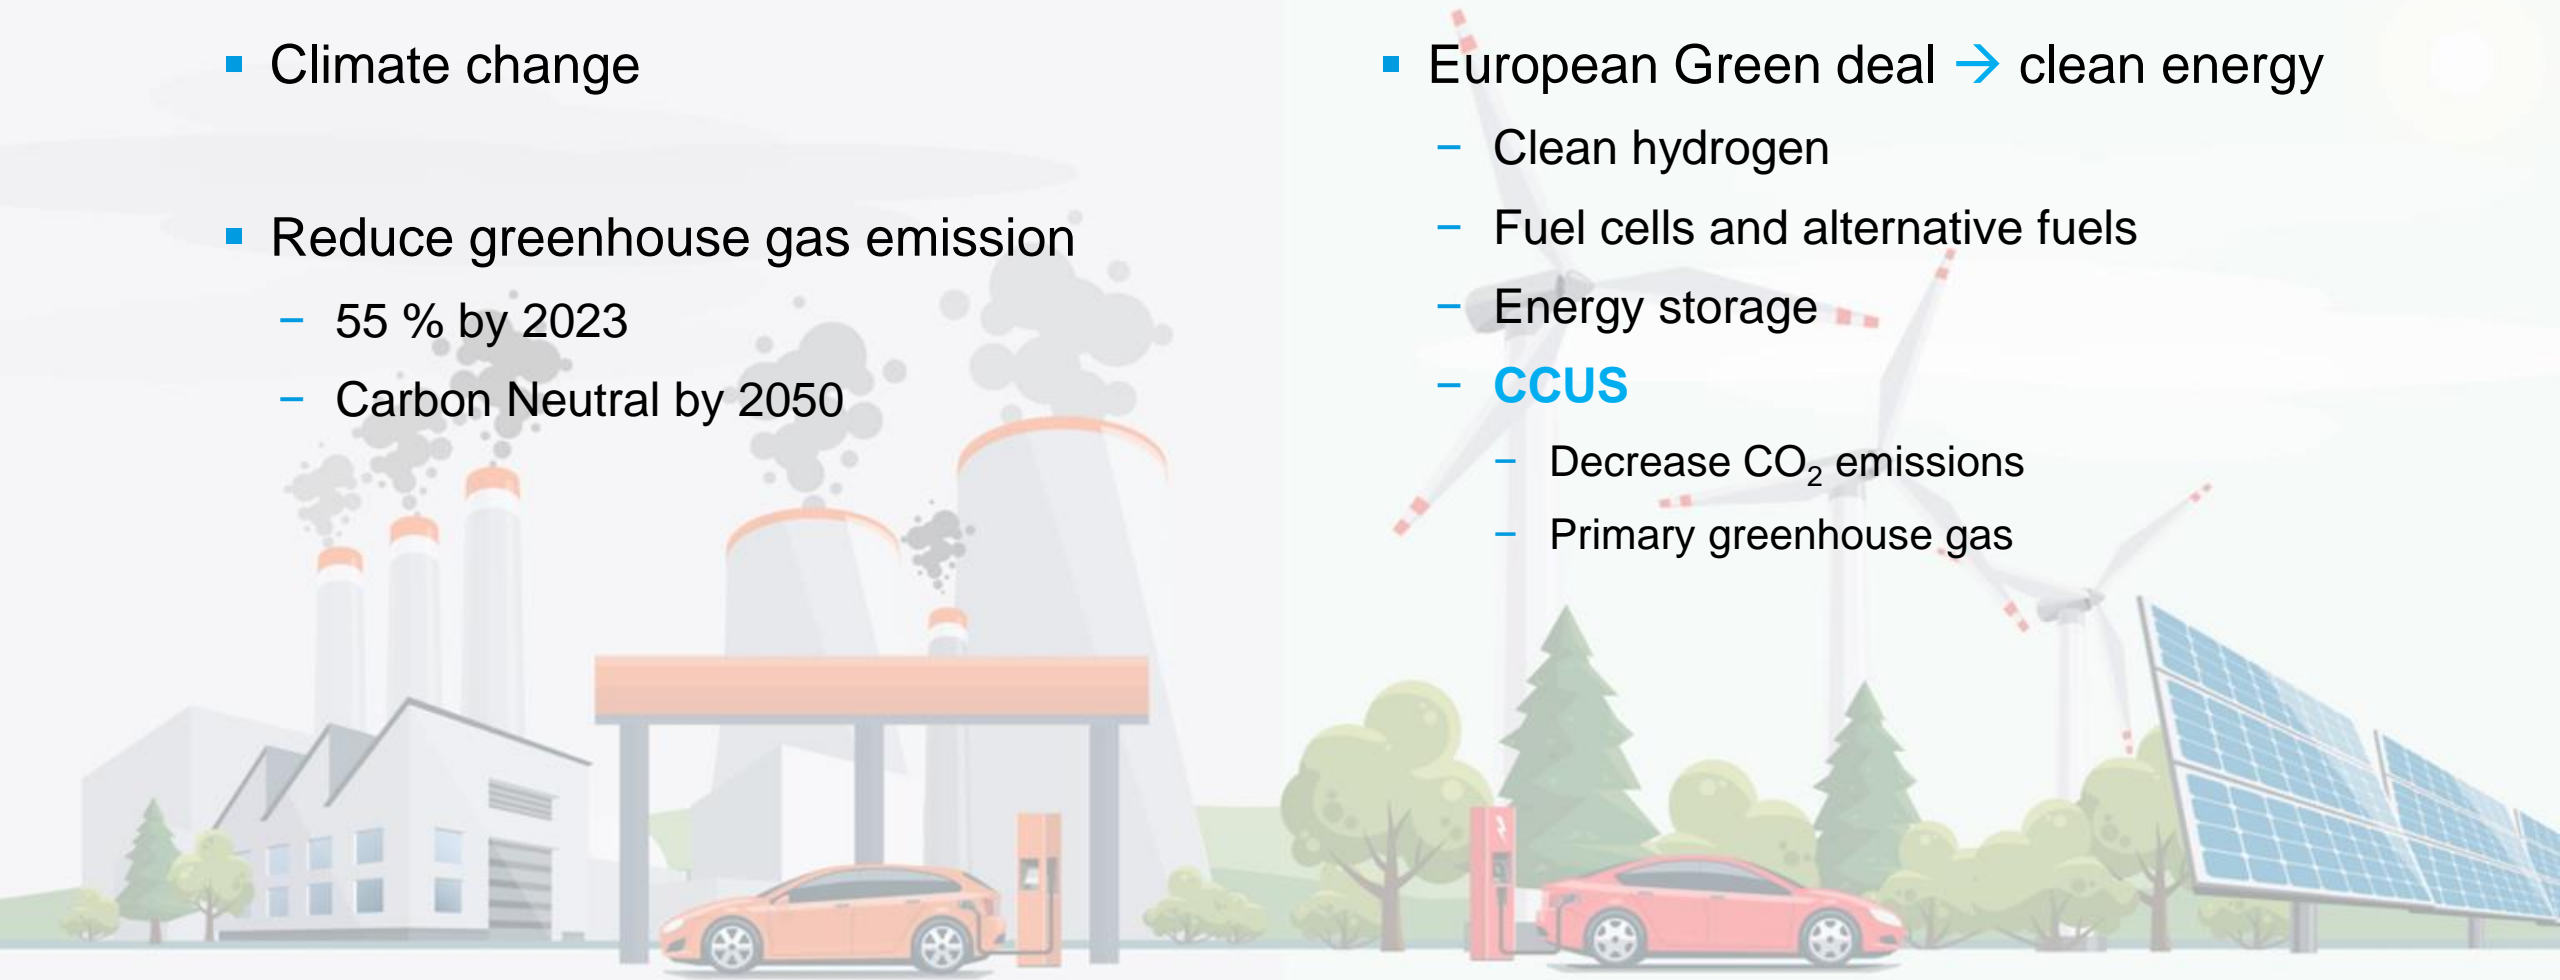 Climate change
Reduce greenhouse gas emission
− 55 % by 2023
− Carbon Neutral by 2050
European Green deal → clean energy
− Clean hydrogen
− Fuel cells and alternative fuels
− Energy storage
− CCUS
− Decrease CO₂ emissions
− Primary greenhouse gas